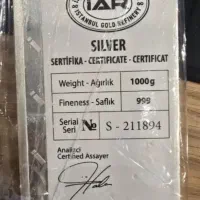 IAR
ISTANBUL GOLD REFINERY
SILVER
SERTİFİKA - CERTIFICATE - CERTIFICAT
Weight - Ağırlık 1000g
Fineness - Saflık 999
Serial Seri № S - 211894
Analizci
Certified Assayer